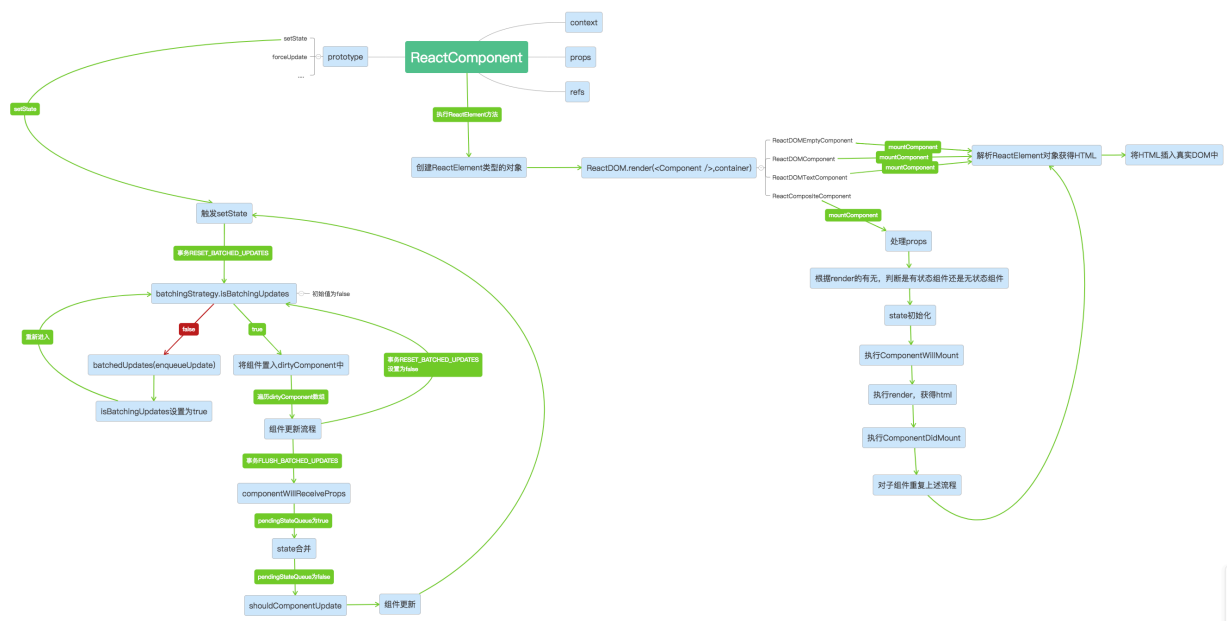 context
setState
prototype
ReactComponent
forceUpdate
props
...
refs
setState
执行ReactElement方法
ReactDOMEmptyComponent
mountComponent
创建ReactElement类型的对象
ReactDOM.render(<Component />,container)
ReactDOMComponent
mountComponent
解析ReactElement对象获得HTML
将HTML插入真实DOM中
mountComponent
ReactDOMTextComponent
ReactCompositeComponent
mountComponent
触发setState
处理props
事务RESET_BATCHED_UPDATES
根据render的有无，判断是有状态组件还是无状态组件
batchingStrategy.isBatchingUpdates
初始值为false
state初始化
重新进入
false
true
执行ComponentWillMount
batchedUpdates(enqueueUpdate)
将组件置入dirtyComponent中
事务RESET_BATCHED_UPDATES
设置为false
执行render，获得html
遍历dirtyComponent数组
isBatchingUpdates设置为true
组件更新流程
执行ComponentDidMount
事务FLUSH_BATCHED_UPDATES
对子组件重复上述流程
componentWillReceiveProps
pendingStateQueue为true
state合并
pendingStateQueue为false
shouldComponentUpdate
组件更新